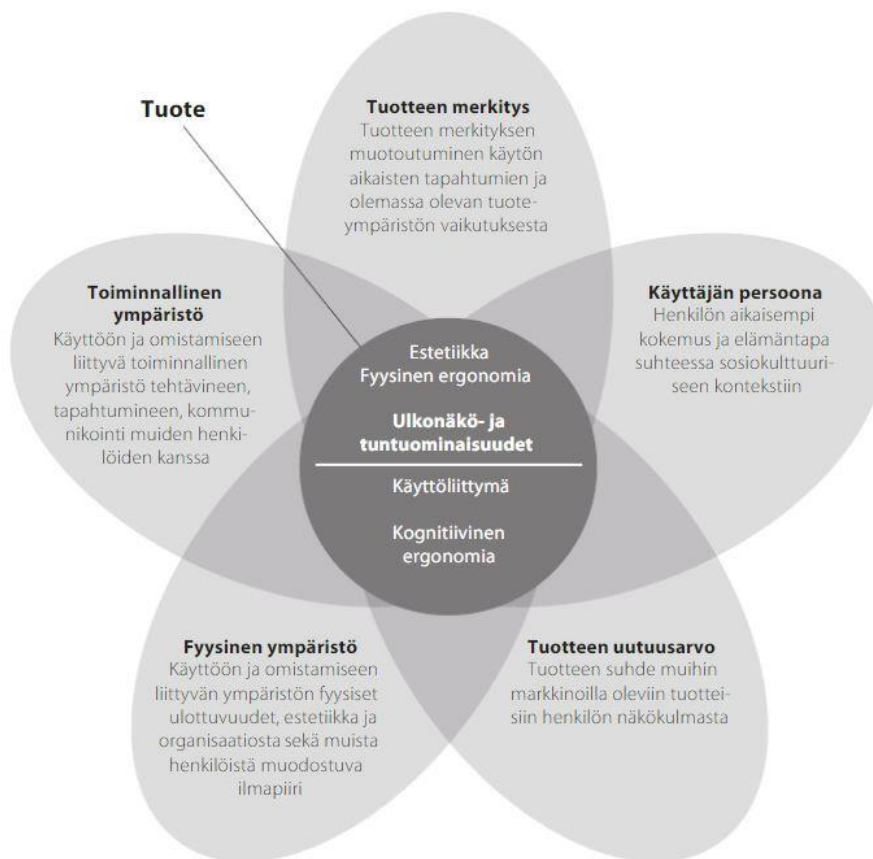 Tuote
Tuotteen merkitys
Tuotteen merkityksen
muotoutuminen käytön
aikaisten tapahtumien ja
olemassa olevan tuote-
ympäristön vaikutuksesta
Toiminnallinen
ympäristö
Käyttöön ja omistamiseen
liittyvä toiminnallinen
ympäristö tehtävineen,
tapahtumineen, kommu-
nikointi muiden henki-
löiden kanssa
Käyttäjän persoona
Henkilön aikaisempi
kokemus ja elämäntapa
suhteessa sosiokulttuuri-
seen kontekstiin
Estetiikka
Fyysinen ergonomia
Ulkonäkö- ja
tuntuominaisuudet
Käyttöliittymä
Kognitiivinen
ergonomia
Fyysinen ympäristö
Käyttöön ja omistamiseen
liittyvän ympäristön fyysiset
ulottuvuudet, estetiikka ja
organisaatiosta sekä muista
henkilöistä muodostuva
ilmapiiri
Tuotteen uutuusarvo
Tuotteen suhde muihin
markkinoilla oleviin tuottei-
siin henkilön näkökulmasta